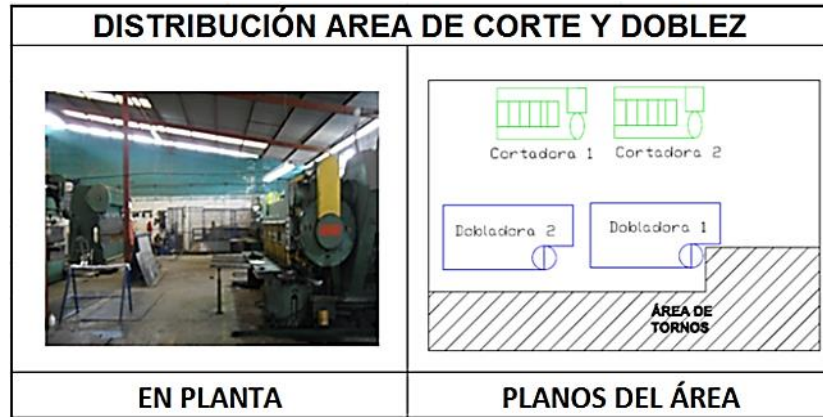 DISTRIBUCIÓN AREA DE CORTE Y DOBLEZ
Cortadora 1
Cortadora 2
Dobladora 2
Dobladora 1
ÁREA DE
TORNOS
EN PLANTA
PLANOS DEL ÁREA